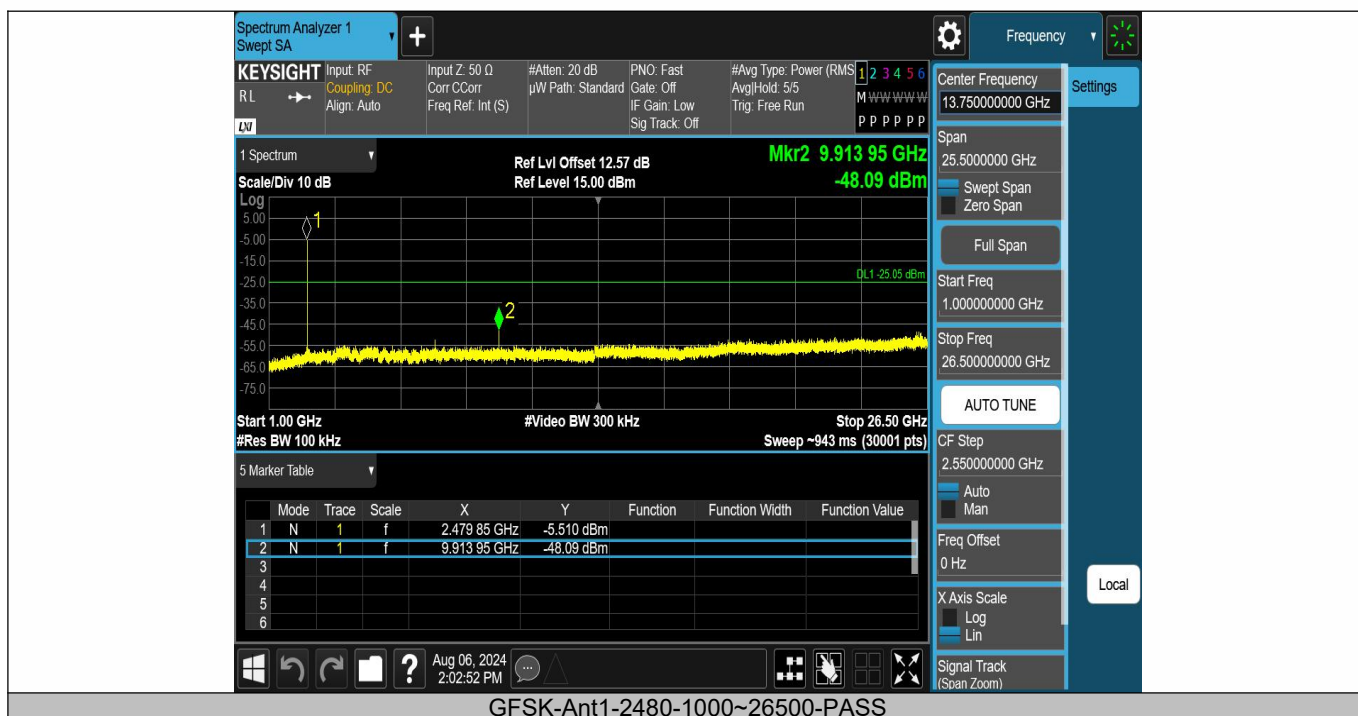 Spectrum Analyzer 1
Swept SA
Frequency
KEYSIGHT
RL
LXI
Input: RF
Coupling: DC
Align: Auto
Input Z: 50 Ω
Corr CCorr
Freq Ref: Int (S)
#Atten: 20 dB
µW Path: Standard
PNO: Fast
Gate: Off
IF Gain: Low
Sig Track: Off
#Avg Type: Power (RMS
Avg|Hold: 5/5
Trig: Free Run
1 2 3 4 5 6
M W W W W W
P P P P P P
1 Spectrum
Ref Lvl Offset 12.57 dB
Mkr2 9.913 95 GHz
Scale/Div 10 dB
Ref Level 15.00 dBm
-48.09 dBm
Log
5.00
-5.00
-15.0
-25.0
-35.0
-45.0
-55.0
-65.0
-75.0
1
2
DL1 -25.05 dBm
Start 1.00 GHz
#Video BW 300 kHz
Stop 26.50 GHz
#Res BW 100 kHz
Sweep ~943 ms (30001 pts)
5 Marker Table
Mode Trace Scale X Y Function Function Width Function Value
1 N 1 f 2.479 85 GHz -5.510 dBm
2 N 1 f 9.913 95 GHz -48.09 dBm
3
4
5
6
?
Aug 06, 2024
2:02:52 PM
Center Frequency
13.750000000 GHz
Settings
Span
25.5000000 GHz
Swept Span
Zero Span
Full Span
Start Freq
1.000000000 GHz
Stop Freq
26.500000000 GHz
AUTO TUNE
CF Step
2.550000000 GHz
Auto
Man
Freq Offset
0 Hz
Local
X Axis Scale
Log
Lin
Signal Track
(Span Zoom)
GFSK-Ant1-2480-1000~26500-PASS